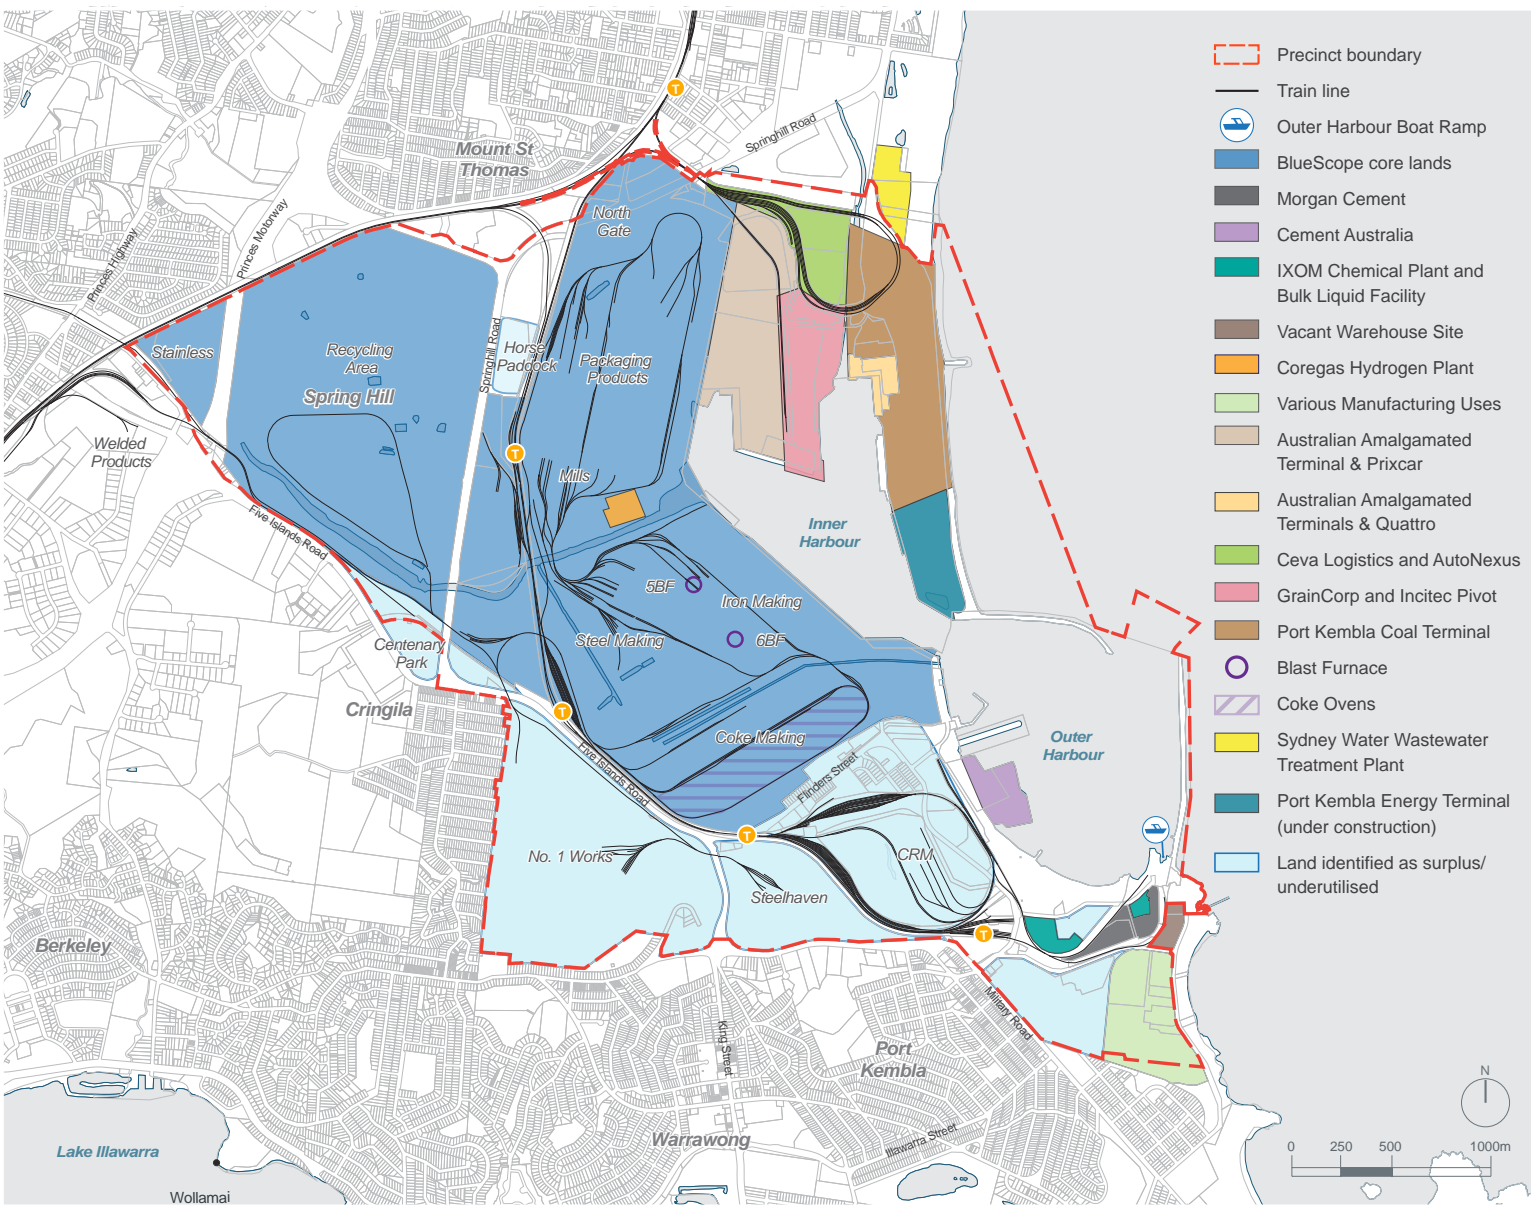 Precinct boundary
Train line
Outer Harbour Boat Ramp
BlueScope core lands
Morgan Cement
Cement Australia
IXOM Chemical Plant and
Bulk Liquid Facility
Vacant Warehouse Site
Coregas Hydrogen Plant
Various Manufacturing Uses
Australian Amalgamated
Terminal & Prixcar
Australian Amalgamated
Terminals & Quattro
Ceva Logistics and AutoNexus
GrainCorp and Incitec Pivot
Port Kembla Coal Terminal
Blast Furnace
Coke Ovens
Sydney Water Wastewater
Treatment Plant
Port Kembla Energy Terminal
(under construction)
Land identified as surplus/
underutilised
N
0 250 500 1000m
T
Springhill Road
Mount St
Thomas
Princes Motorway
Princes Highway
North
Gate
Stainless
Recycling
Area
Spring Hill
Springhill Road
Horse
Paddock
Packaging
Products
Welded
Products
T
Mills
Five Islands Road
Inner
Harbour
5BF
Iron Making
Steel Making
6BF
Centenary
Park
Cringila
T
Coke Making
Outer
Harbour
Five Islands Road
Flinders Street
T
No. 1 Works
CRM
Steelhaven
T
Berkeley
Military Road
King Street
Port
Kembla
Warrawong
Illawarra Street
Lake Illawarra
Wollamai